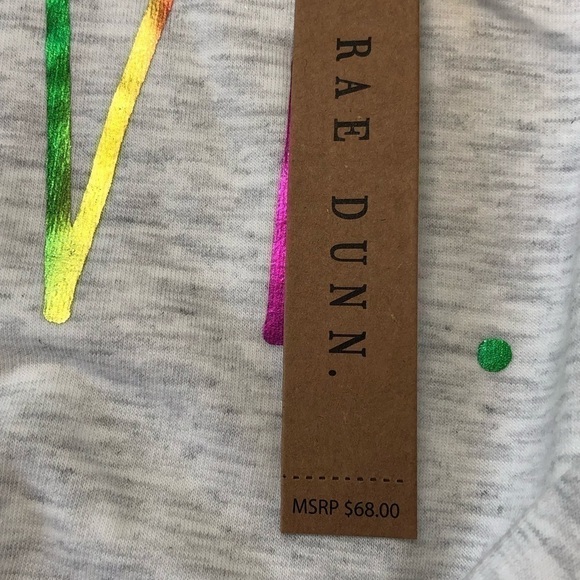 RAE DUNN.
MSRP $68.00